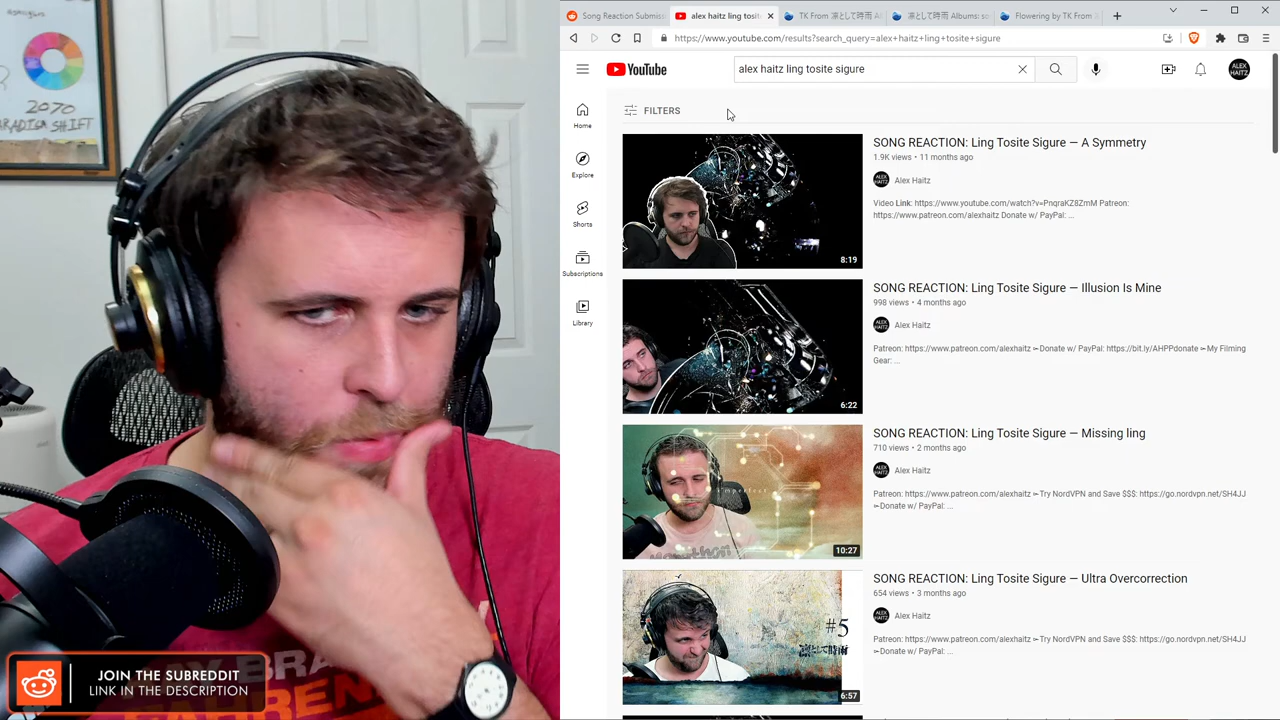 2070
PARADIGM SHIFT
JOIN THE SUBREDDIT
LINK IN THE DESCRIPTION
Song Reaction Submiss
alex haitz ling tosit
TK From 凛として時雨 Al
凛として時雨 Albums: so
Flowering by TK From
https://www.youtube.com/results?search_query=alex+haitz+ling+tosite+sigure
YouTube
alex haitz ling tosite sigure
ALEX HAITZ
Home
Explore
Shorts
Subscriptions
Library
FILTERS
8:19
SONG REACTION: Ling Tosite Sigure — A Symmetry
1.9K views • 11 months ago
Alex Haitz
Video Link: https://www.youtube.com/watch?v=PnqraKZ8ZmM Patreon:
https://www.patreon.com/alexhaitz Donate w/ PayPal: ...
6:22
SONG REACTION: Ling Tosite Sigure — Illusion Is Mine
998 views • 4 months ago
Alex Haitz
Patreon: https://www.patreon.com/alexhaitz ➣Donate w/ PayPal: https://bit.ly/AHPPdonate ➣My Filming
Gear: ...
imperfect
10:27
SONG REACTION: Ling Tosite Sigure — Missing ling
710 views • 2 months ago
Alex Haitz
Patreon: https://www.patreon.com/alexhaitz ➣Try NordVPN and Save $$$: https://go.nordvpn.net/SH4JJ
➣Donate w/ PayPal: ...
#5
凛として時雨
6:57
SONG REACTION: Ling Tosite Sigure — Ultra Overcorrection
654 views • 3 months ago
Alex Haitz
Patreon: https://www.patreon.com/alexhaitz ➣Try NordVPN and Save $$$: https://go.nordvpn.net/SH4JJ
➣Donate w/ PayPal: ...